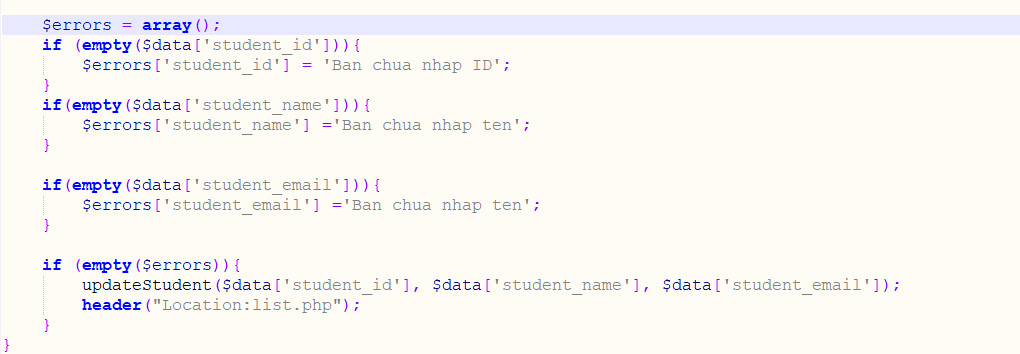 $errors = array();
if (empty($data['student_id'])){
$errors['student_id'] = 'Ban chua nhap ID';
}
if(empty($data['student_name'])){
$errors['student_name'] ='Ban chua nhap ten';
}
if(empty($data['student_email'])){
$errors['student_email'] ='Ban chua nhap ten';
}
if (empty($errors)){
updateStudent($data['student_id'], $data['student_name'], $data['student_email']);
header("Location:list.php");
}
}